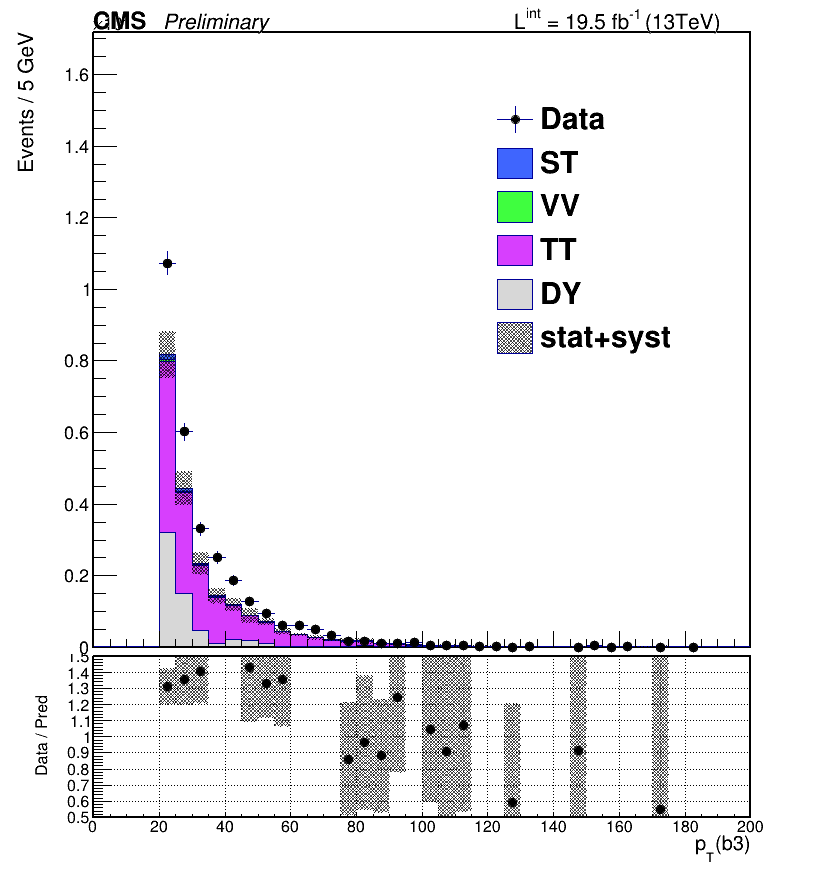 CMS Preliminary L^int = 19.5 fb^-1 (13TeV)
Events / 5 GeV
1.6
1.4
1.2
1
0.8
0.6
0.4
0.2
0
Data
ST
VV
TT
DY
stat+syst
Data / Pred
1.5
1.4
1.3
1.2
1.1
1
0.9
0.8
0.7
0.6
0.5
0 20 40 60 80 100 120 140 160 180 200
p_T(b3)